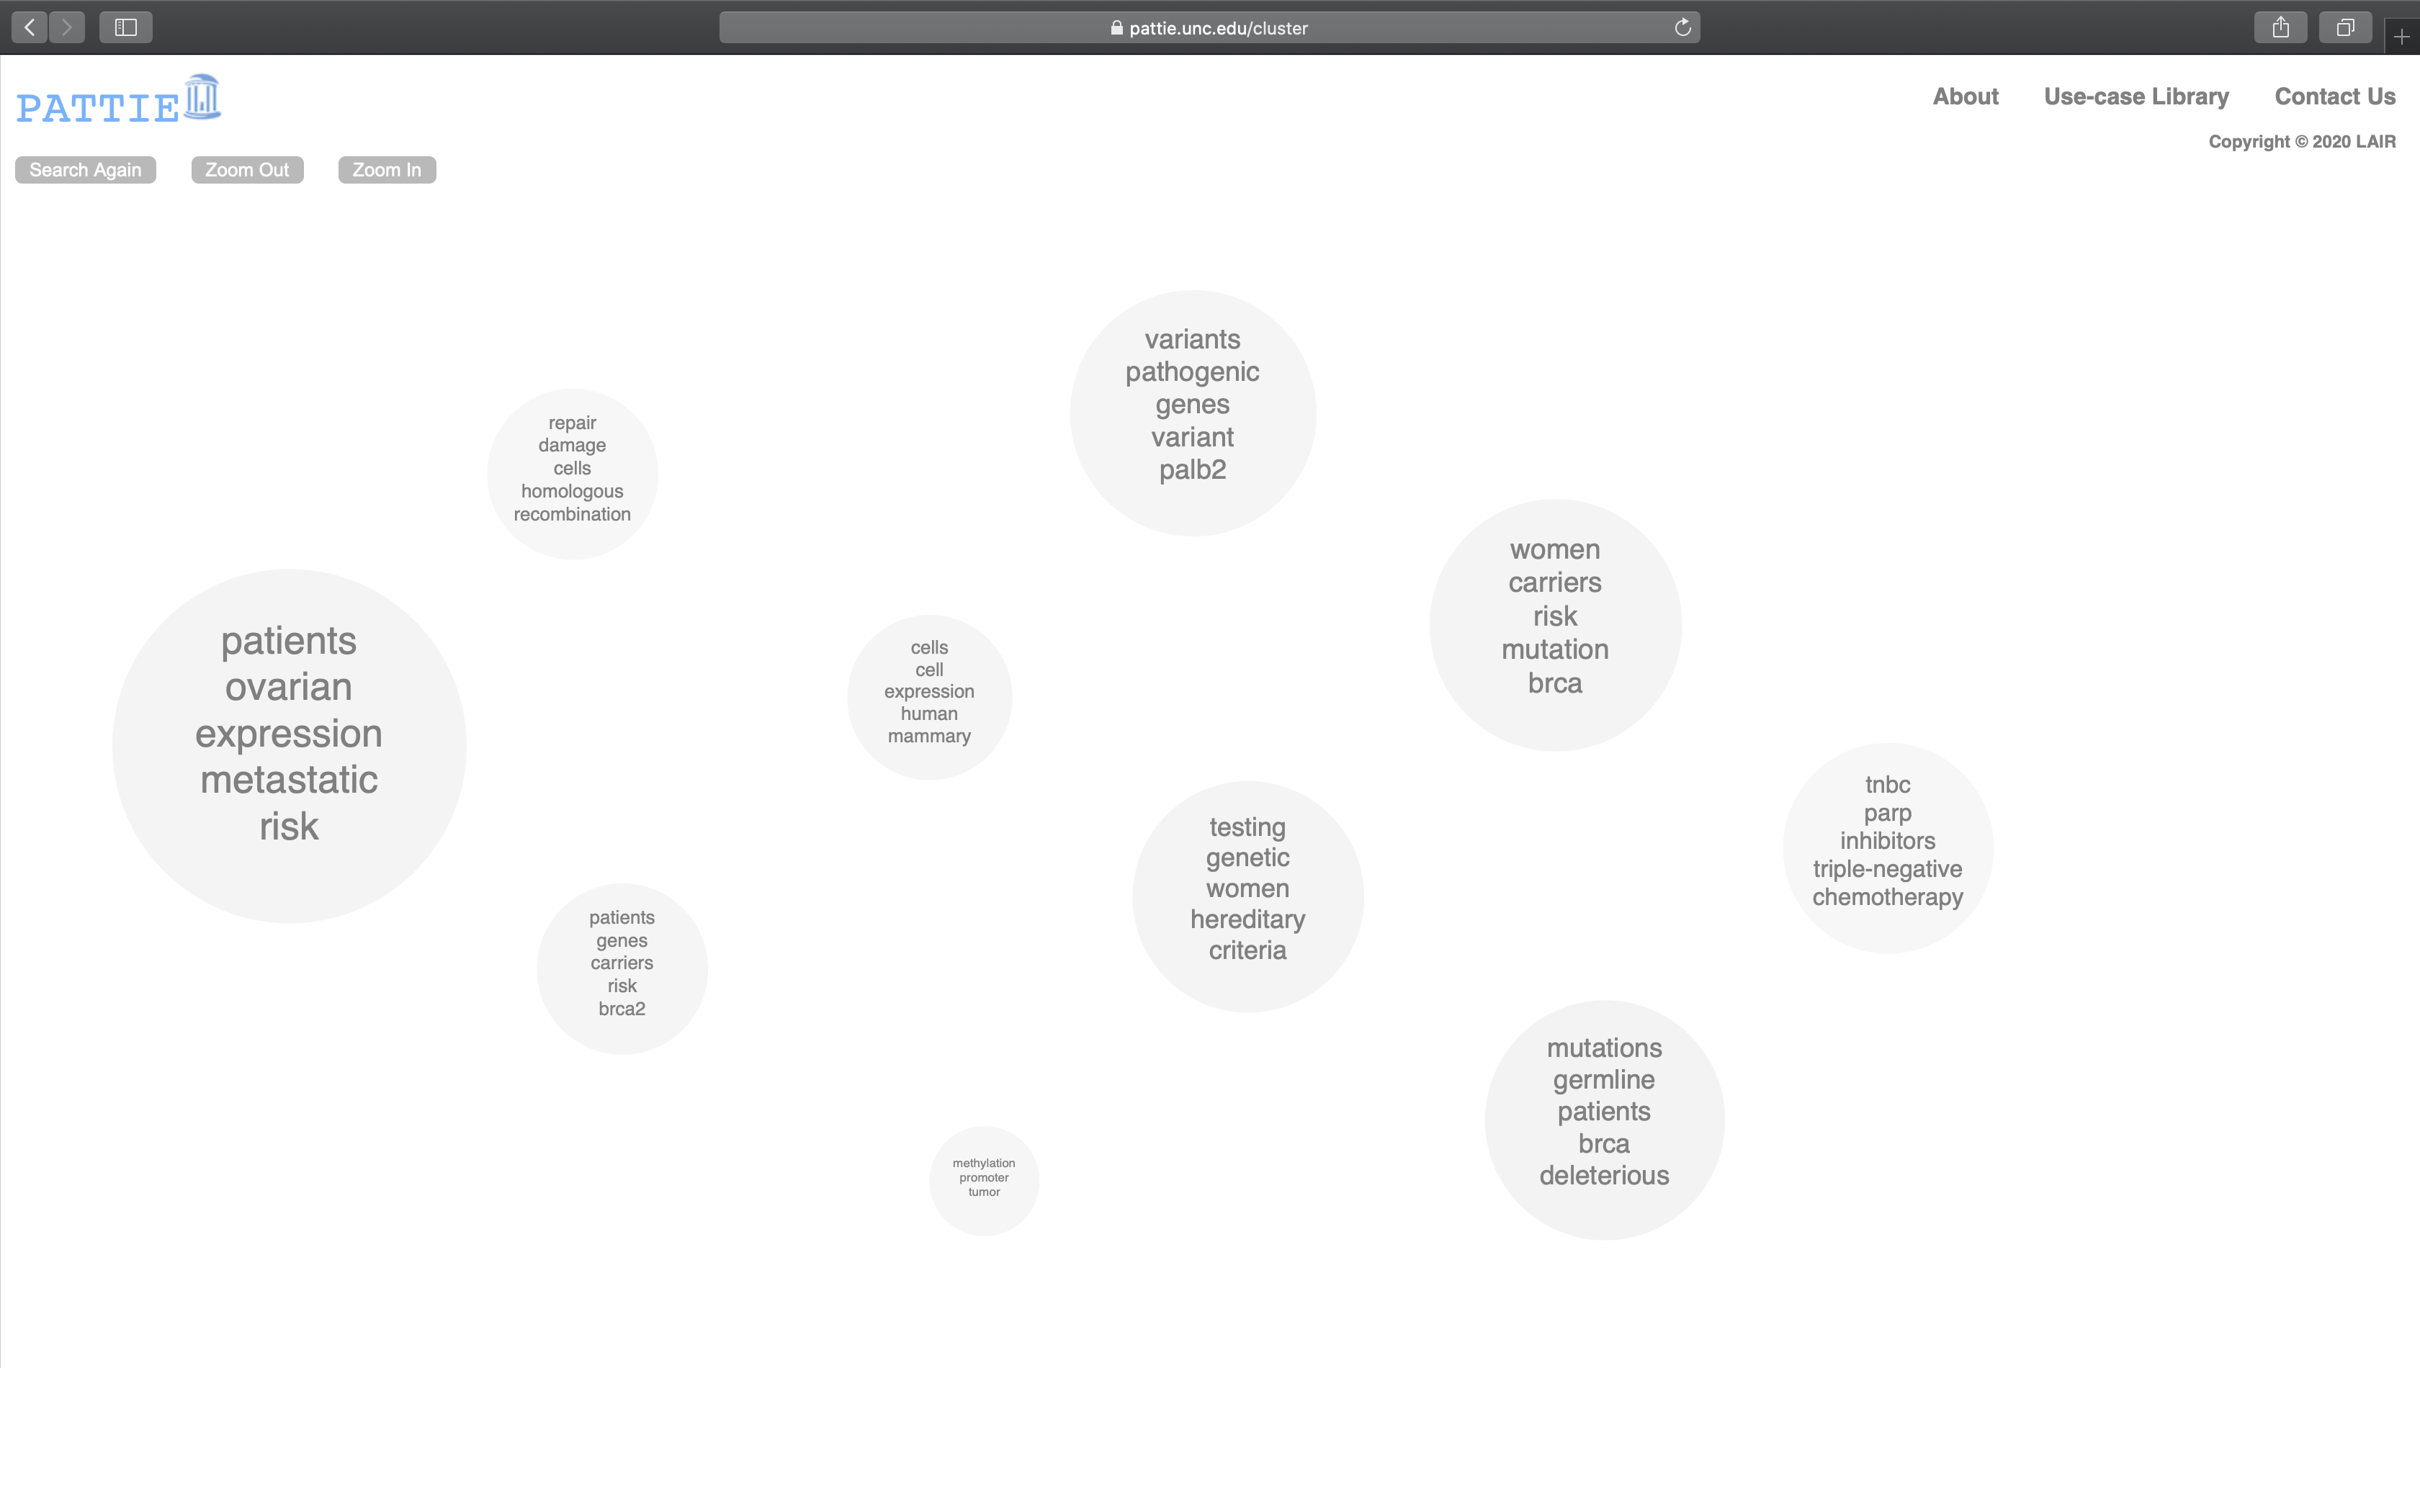 pattie.unc.edu/cluster
PATTIE
About Use-case Library Contact Us
Copyright © 2020 LAIR
Search Again Zoom Out Zoom In
variants
pathogenic
genes
variant
palb2
repair
damage
cells
homologous
recombination
women
carriers
risk
mutation
brca
patients
ovarian
expression
metastatic
risk
cells
cell
expression
human
mammary
tnbc
parp
inhibitors
triple-negative
chemotherapy
testing
genetic
women
hereditary
criteria
patients
genes
carriers
risk
brca2
mutations
germline
patients
brca
deleterious
methylation
promoter
tumor